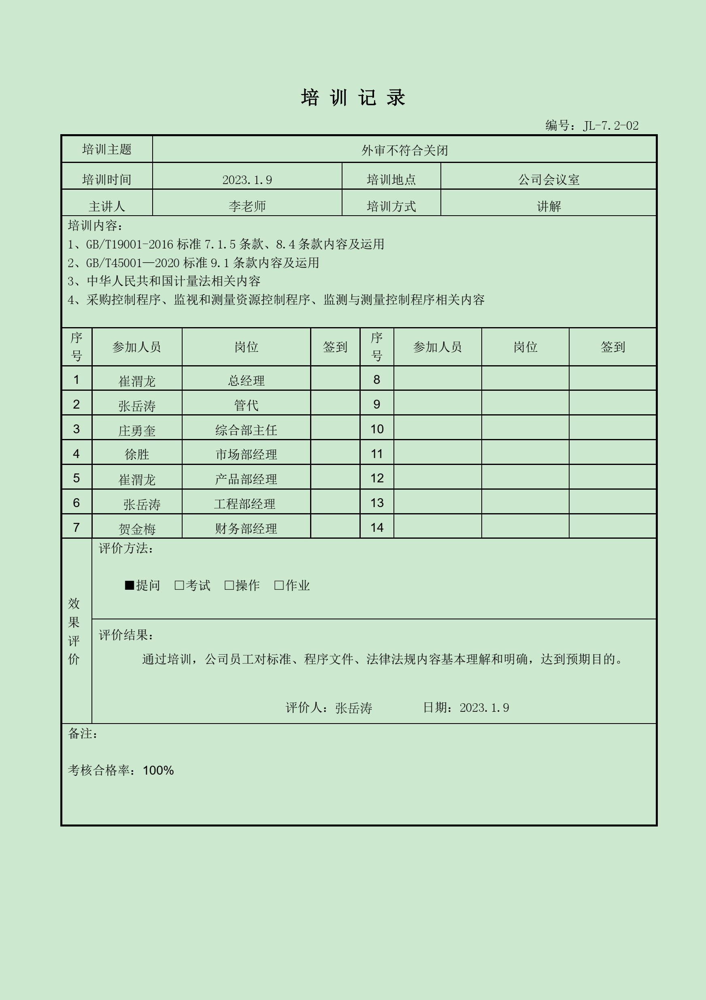 培 训 记 录
编号：JL-7.2-02
培训主题 外审不符合关闭
培训时间 2023.1.9 培训地点 公司会议室
主讲人 李老师 培训方式 讲解
培训内容：
1、GB/T19001-2016 标准 7.1.5 条款、8.4 条款内容及运用
2、GB/T45001—2020 标准 9.1 条款内容及运用
3、中华人民共和国计量法相关内容
4、采购控制程序、监视和测量资源控制程序、监测与测量控制程序相关内容
序号 参加人员 岗位 签到 序号 参加人员 岗位 签到
1 崔渭龙 总经理 8
2 张岳涛 管代 9
3 庄勇奎 综合部主任 10
4 徐胜 市场部经理 11
5 崔渭龙 产品部经理 12
6 张岳涛 工程部经理 13
7 贺金梅 财务部经理 14
效果评价
评价方法：
■提问 □考试 □操作 □作业
评价结果：
通过培训，公司员工对标准、程序文件、法律法规内容基本理解和明确，达到预期目的。
评价人：张岳涛 日期：2023.1.9
备注：
考核合格率：100%